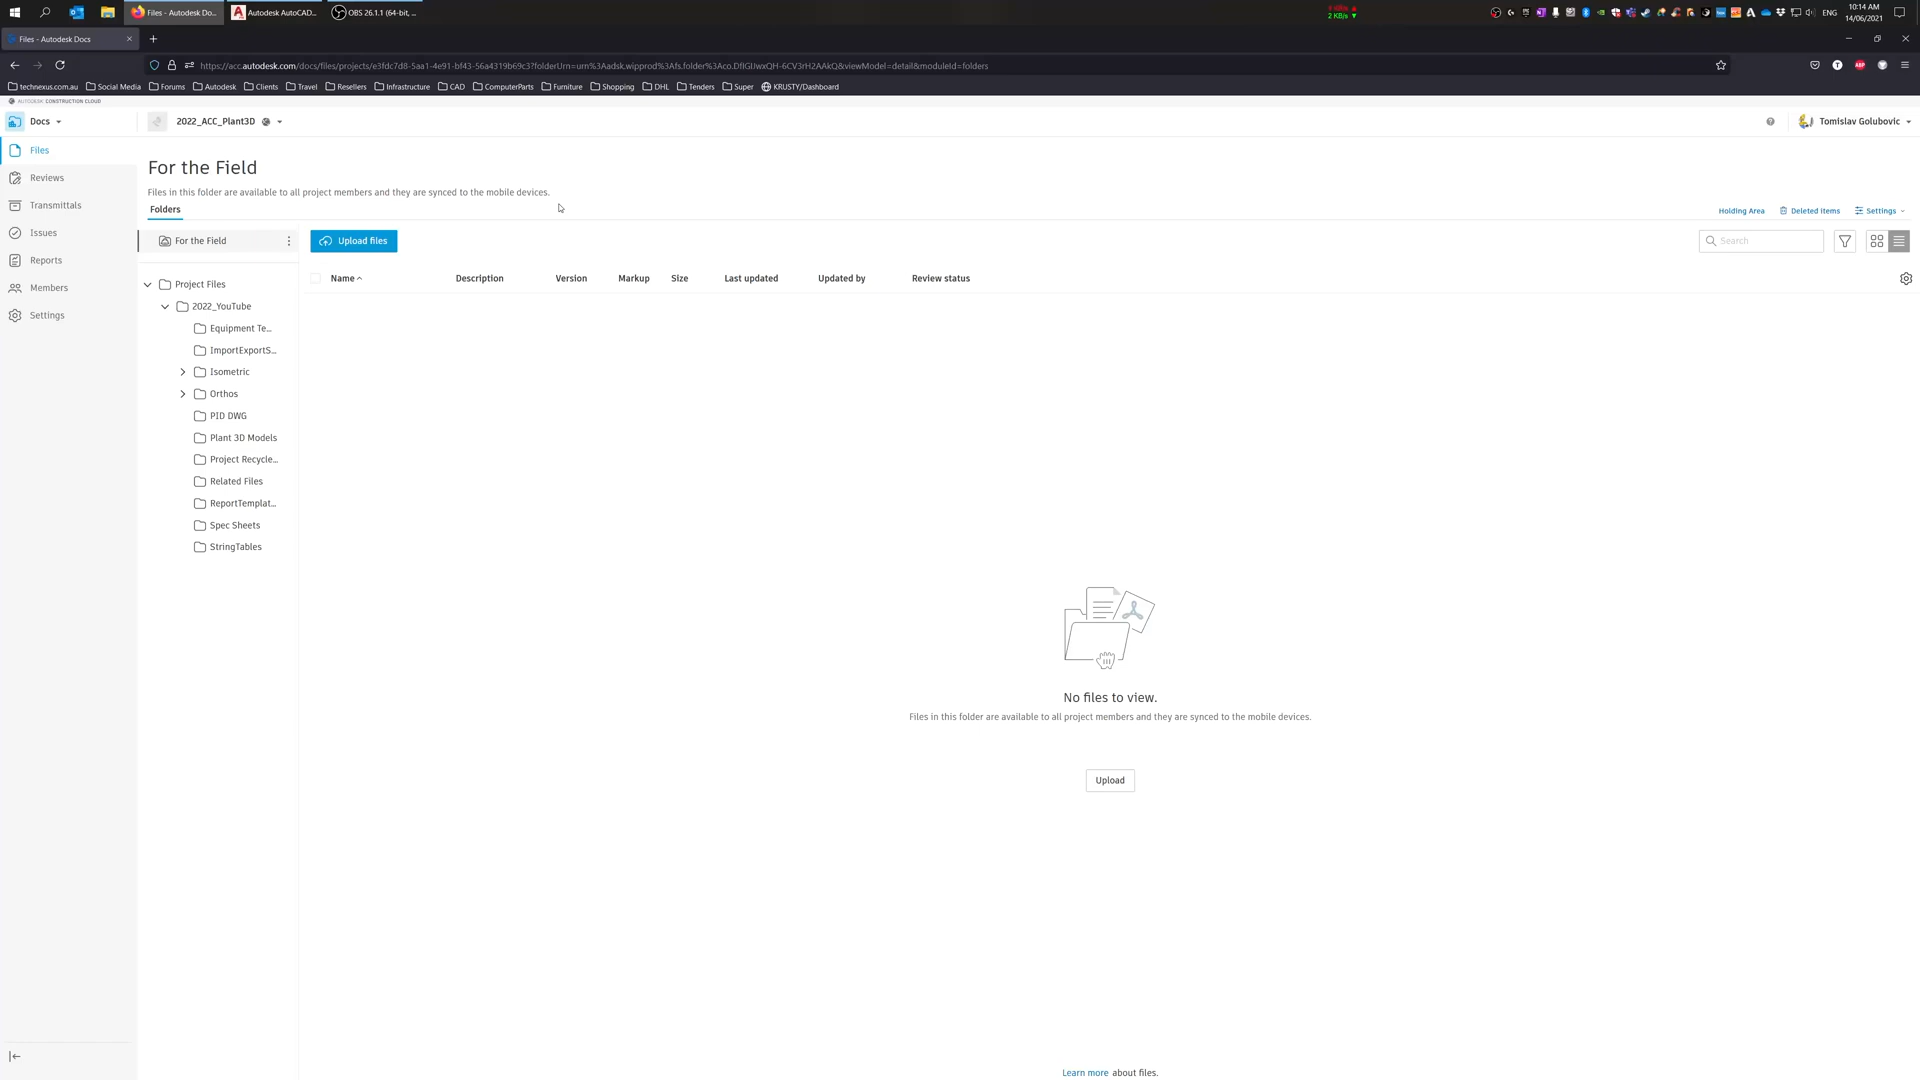 Files - Autodesk Do...
Autodesk AutoCAD...
OBS 26.1.1 (64-bit, ...
2 KB/s
ENG
10:14 AM
14/06/2021
Files - Autodesk Docs
https://acc.autodesk.com/docs/files/projects/e3fdc7d8-5aa1-4e91-bf43-56a4319b69c3?folderUrn=urn%3Aadsk.wipprod%3Afs.folder%3Aco.DflGlJwxQH-6CV3rH2AAkQ&viewModel=detail&moduleId=folders
technexus.com.au Social Media Forums Autodesk Clients Travel Resellers Infrastructure CAD ComputerParts Furniture Shopping DHL Tenders Super KRUSTY/Dashboard
AUTODESK CONSTRUCTION CLOUD
Docs
2022_ACC_Plant3D
Tomislav Golubovic
Files
Reviews
Transmittals
Issues
Reports
Members
Settings
For the Field
Files in this folder are available to all project members and they are synced to the mobile devices.
Folders
Holding Area Deleted items Settings
For the Field
Upload files
Search
Project Files
2022_YouTube
Equipment Te...
ImportExportS...
Isometric
Orthos
PID DWG
Plant 3D Models
Project Recycle...
Related Files
ReportTemplat...
Spec Sheets
StringTables
Name Description Version Markup Size Last updated Updated by Review status
No files to view.
Files in this folder are available to all project members and they are synced to the mobile devices.
Upload
Learn more about files.